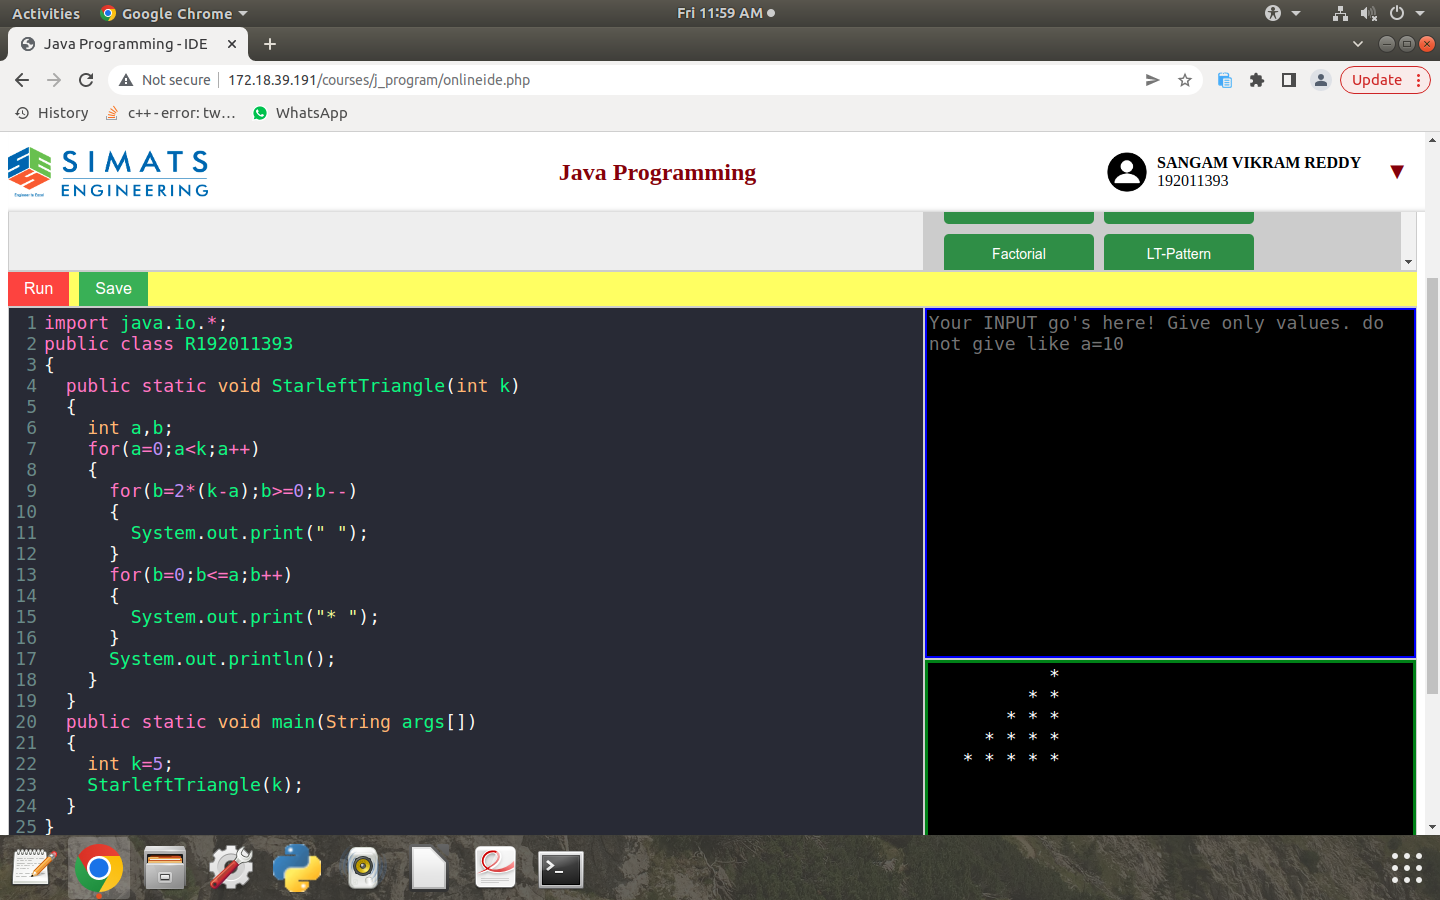 Activities Google Chrome Fri 11:59 AM
Java Programming - IDE
Not secure 172.18.39.191/courses/j_program/onlineide.php Update
History c++ - error: tw... WhatsApp
SIMATS
ENGINEERING
Engineer to Excel
Java Programming
SANGAM VIKRAM REDDY
192011393
Factorial LT-Pattern
Run Save
1 import java.io.*;
2 public class R192011393
3 {
4 public static void StarleftTriangle(int k)
5 {
6 int a,b;
7 for(a=0;a<k;a++)
8 {
9 for(b=2*(k-a);b>=0;b--)
10 {
11 System.out.print(" ");
12 }
13 for(b=0;b<=a;b++)
14 {
15 System.out.print("* ");
16 }
17 System.out.println();
18 }
19 }
20 public static void main(String args[])
21 {
22 int k=5;
23 StarleftTriangle(k);
24 }
25 }
Your INPUT go's here! Give only values. do
not give like a=10
*
* *
* * *
* * * *
* * * * *